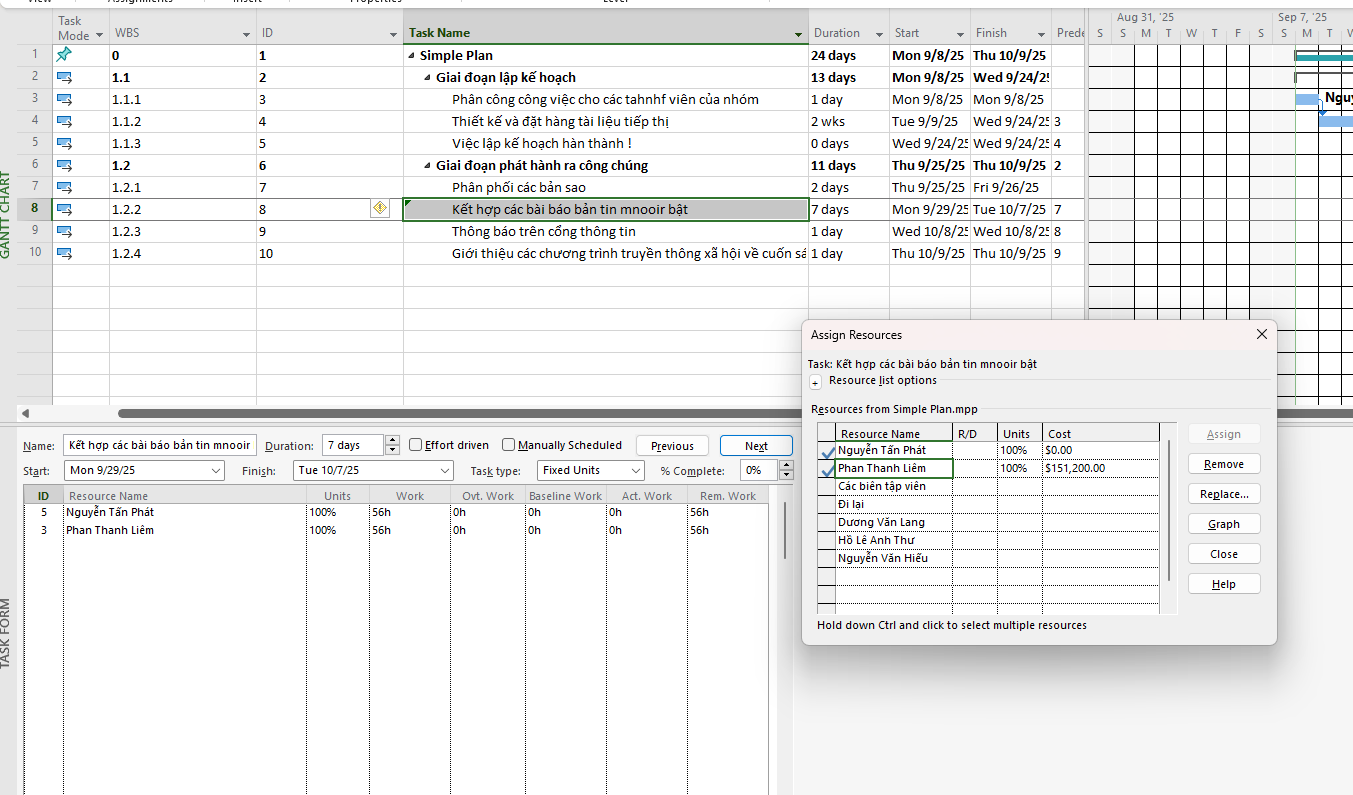 View Assignments Insert Properties Level
Task Mode WBS ID Task Name Duration Start Finish Prede
Aug 31, '25 Sep 7, '25
S S M T W T F S S M T W
1 0 1 Simple Plan 24 days Mon 9/8/25 Thu 10/9/25
2 1.1 2 Giai đoạn lập kế hoạch 13 days Mon 9/8/25 Wed 9/24/25
3 1.1.1 3 Phân công công việc cho các tahnhf viên của nhóm 1 day Mon 9/8/25 Mon 9/8/25 Nguy
4 1.1.2 4 Thiết kế và đặt hàng tài liệu tiếp thị 2 wks Tue 9/9/25 Wed 9/24/25 3
5 1.1.3 5 Việc lập kế hoạch hàn thành ! 0 days Wed 9/24/25 Wed 9/24/25 4
6 1.2 6 Giai đoạn phát hành ra công chúng 11 days Thu 9/25/25 Thu 10/9/25 2
7 1.2.1 7 Phân phối các bản sao 2 days Thu 9/25/25 Fri 9/26/25
8 1.2.2 8 Kết hợp các bài báo bản tin mnooir bật 7 days Mon 9/29/25 Tue 10/7/25 7
9 1.2.3 9 Thông báo trên cổng thông tin 1 day Wed 10/8/25 Wed 10/8/25 8
10 1.2.4 10 Giới thiệu các chương trình truyền thông xã hội về cuốn sá 1 day Thu 10/9/25 Thu 10/9/25 9
GANTT CHART
Name: Kết hợp các bài báo bản tin mnooir Duration: 7 days Effort driven Manually Scheduled Previous Next
Start: Mon 9/29/25 Finish: Tue 10/7/25 Task type: Fixed Units % Complete: 0%
ID Resource Name Units Work Ovt. Work Baseline Work Act. Work Rem. Work
5 Nguyễn Tấn Phát 100% 56h 0h 0h 0h 56h
3 Phan Thanh Liêm 100% 56h 0h 0h 0h 56h
TASK FORM
Assign Resources
Task: Kết hợp các bài báo bản tin mnooir bật
+ Resource list options
Resources from Simple Plan.mpp
Resource Name R/D Units Cost
Nguyễn Tấn Phát 100% $0.00
Phan Thanh Liêm 100% $151,200.00
Các biên tập viên
Đi lại
Dương Văn Lang
Hồ Lê Anh Thư
Nguyễn Văn Hiếu
Assign
Remove
Replace...
Graph
Close
Help
Hold down Ctrl and click to select multiple resources